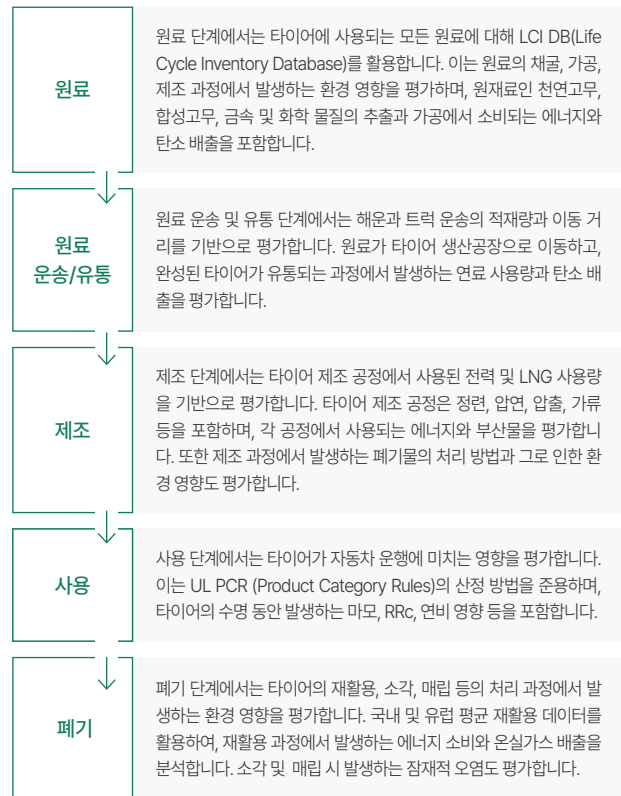 원료
원료 단계에서는 타이어에 사용되는 모든 원료에 대해 LCI DB(Life
Cycle Inventory Database)를 활용합니다. 이는 원료의 채굴, 가공,
제조 과정에서 발생하는 환경 영향을 평가하며, 원재료인 천연고무,
합성고무, 금속 및 화학 물질의 추출과 가공에서 소비되는 에너지와
탄소 배출을 포함합니다.
원료
운송/유통
원료 운송 및 유통 단계에서는 해운과 트럭 운송의 적재량과 이동 거
리를 기반으로 평가합니다. 원료가 타이어 생산공장으로 이동하고,
완성된 타이어가 유통되는 과정에서 발생하는 연료 사용량과 탄소 배
출을 평가합니다.
제조
제조 단계에서는 타이어 제조 공정에서 사용된 전력 및 LNG 사용량
을 기반으로 평가합니다. 타이어 제조 공정은 정련, 압연, 압출, 가류
등을 포함하며, 각 공정에서 사용되는 에너지와 부산물을 평가합니
다. 또한 제조 과정에서 발생하는 폐기물의 처리 방법과 그로 인한 환
경 영향도 평가합니다.
사용
사용 단계에서는 타이어가 자동차 운행에 미치는 영향을 평가합니다.
이는 UL PCR (Product Category Rules)의 산정 방법을 준용하며,
타이어의 수명 동안 발생하는 마모, RRc, 연비 영향 등을 포함합니다.
폐기
폐기 단계에서는 타이어의 재활용, 소각, 매립 등의 처리 과정에서 발
생하는 환경 영향을 평가합니다. 국내 및 유럽 평균 재활용 데이터를
활용하여, 재활용 과정에서 발생하는 에너지 소비와 온실가스 배출을
분석합니다. 소각 및 매립 시 발생하는 잠재적 오염도 평가합니다.